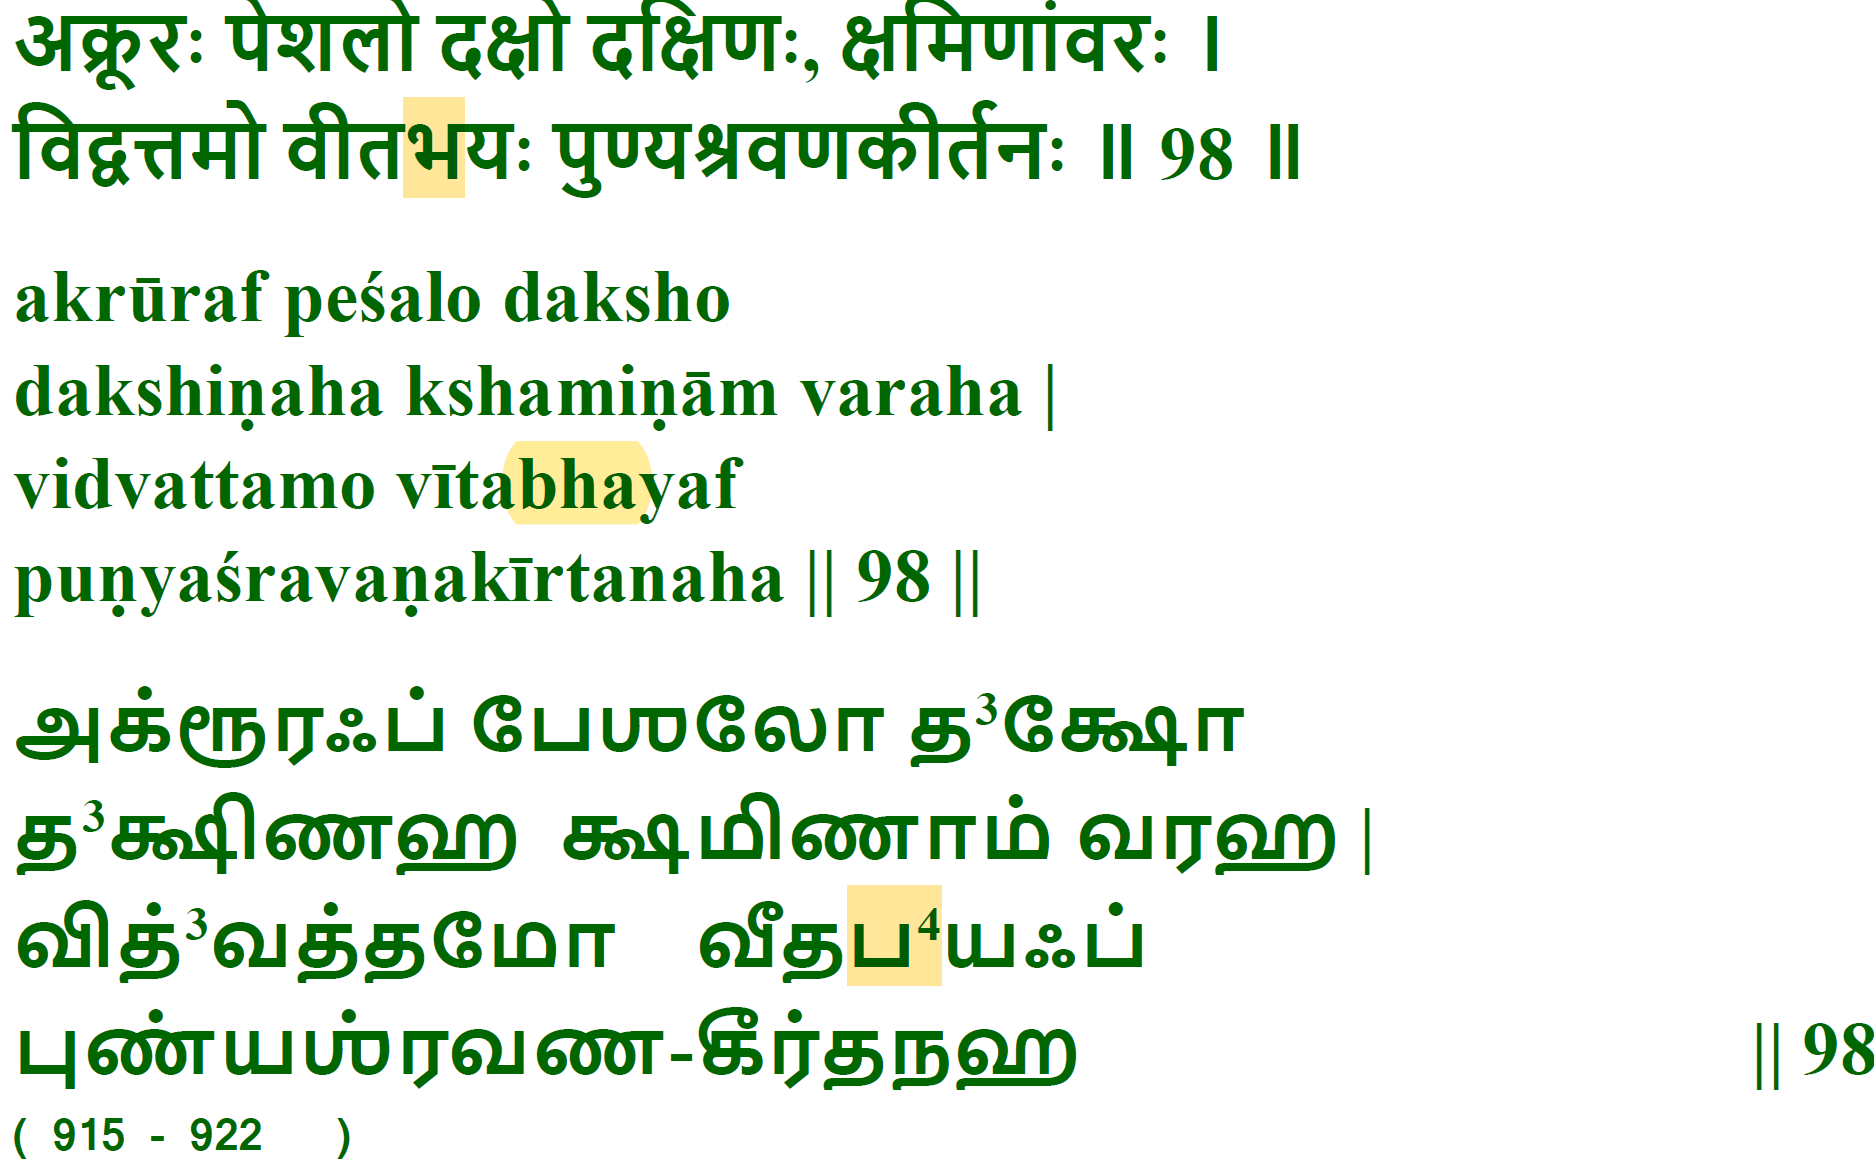 अक्रूरः पेशलो दक्षो दक्षिणः, क्षमिणांवरः ।
विद्वत्तमो वीतभयः पुण्यश्रवणकीर्तनः ॥ 98 ॥
akrūraf peśalo daksho
dakshiṇaha kshamiṇām varaha |
vidvattamo vītabhayaf
puṇyaśravaṇakīrtanaha || 98 ||
அக்ரூரஃப் பேஶலோ த³க்ஷோ
த³க்ஷிணஹ க்ஷமிணாம் வரஹ |
வித்³வத்தமோ வீதப⁴யஃப்
புண்யஶ்ரவண-கீர்தநஹ || 98
( 915 - 922 )